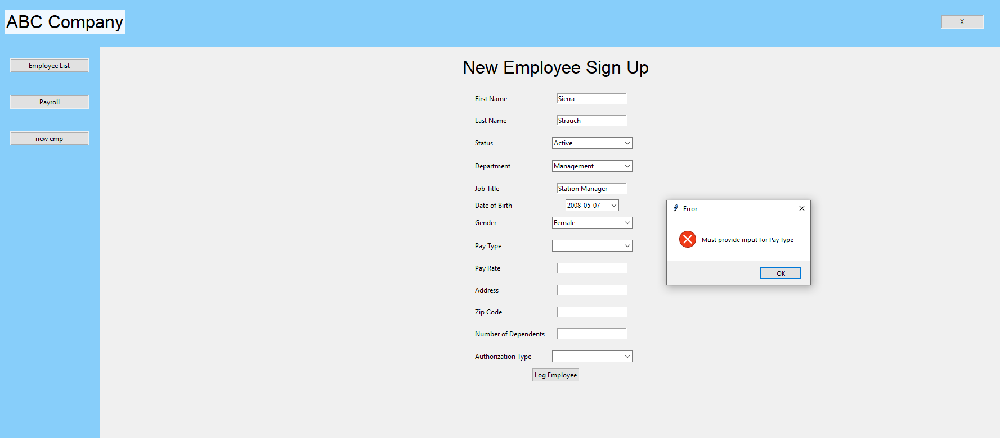 ABC Company
X
Employee List
Payroll
new emp
New Employee Sign Up
First Name Sierra
Last Name Strauch
Status Active
Department Management
Job Title Station Manager
Date of Birth 2008-05-07
Gender Female
Pay Type
Pay Rate
Address
Zip Code
Number of Dependents
Authorization Type
Log Employee
Error
Must provide input for Pay Type
OK